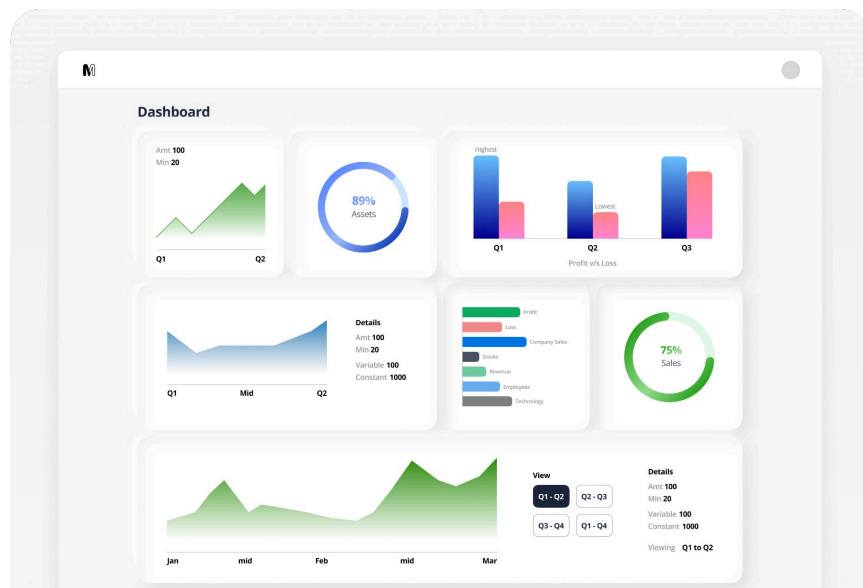 M
Dashboard
Amt 100
Min 20
Q1 Q2
89%
Assets
Highest
Lowest
Q1 Q2 Q3
Profit v/s Loss
Details
Amt 100
Min 20
Variable 100
Constant 1000
Q1 Mid Q2
Profit
Loss
Company Sales
Stocks
Revenue
Employees
Technology
75%
Sales
View
Q1 - Q2 Q2 - Q3
Q3 - Q4 Q1 - Q4
Details
Amt 100
Min 20
Variable 100
Constant 1000
Viewing Q1 to Q2
Jan mid Feb mid Mar